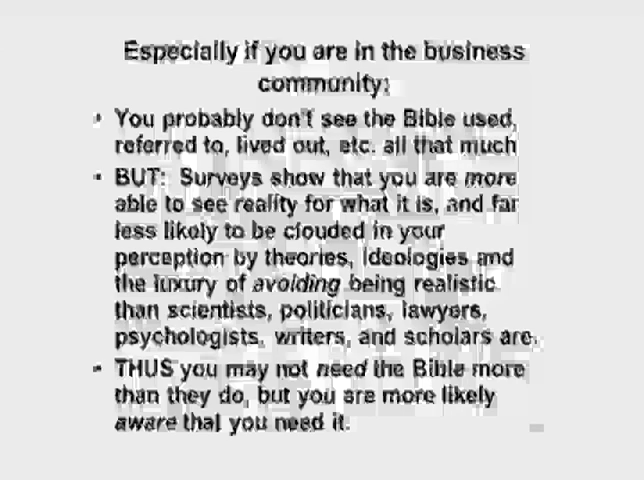 Especially if you are in the business
community:
• You probably don't see the Bible used,
referred to, lived out, etc. all that much
• BUT: Surveys show that you are more
able to see reality for what it is, and far
less likely to be clouded in your
perception by theories, ideologies and
the luxury of avoiding being realistic
than scientists, politicians, lawyers,
psychologists, writers, and scholars are.
• THUS you may not need the Bible more
than they do, but you are more likely
aware that you need it.